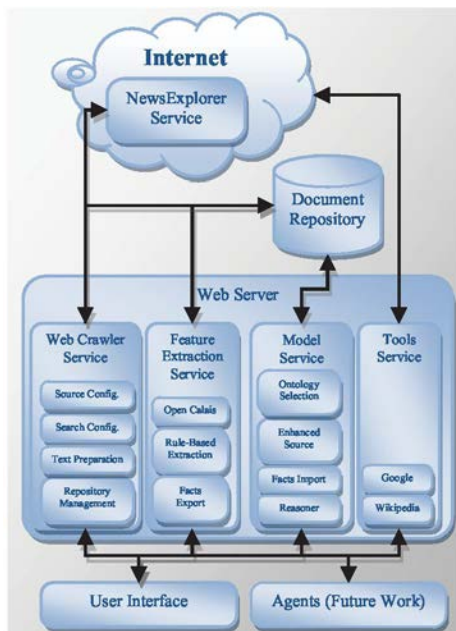 Internet
NewsExplorer
Service
Document
Repository
Web Server
Web Crawler
Service
Source Config.
Search Config.
Text Preparation
Repository
Management
Feature
Extraction
Service
Open Calais
Rule-Based
Extraction
Facts
Export
Model
Service
Ontology
Selection
Enhanced
Source
Facts Import
Reasoner
Tools
Service
Google
Wikipedia
User Interface
Agents (Future Work)